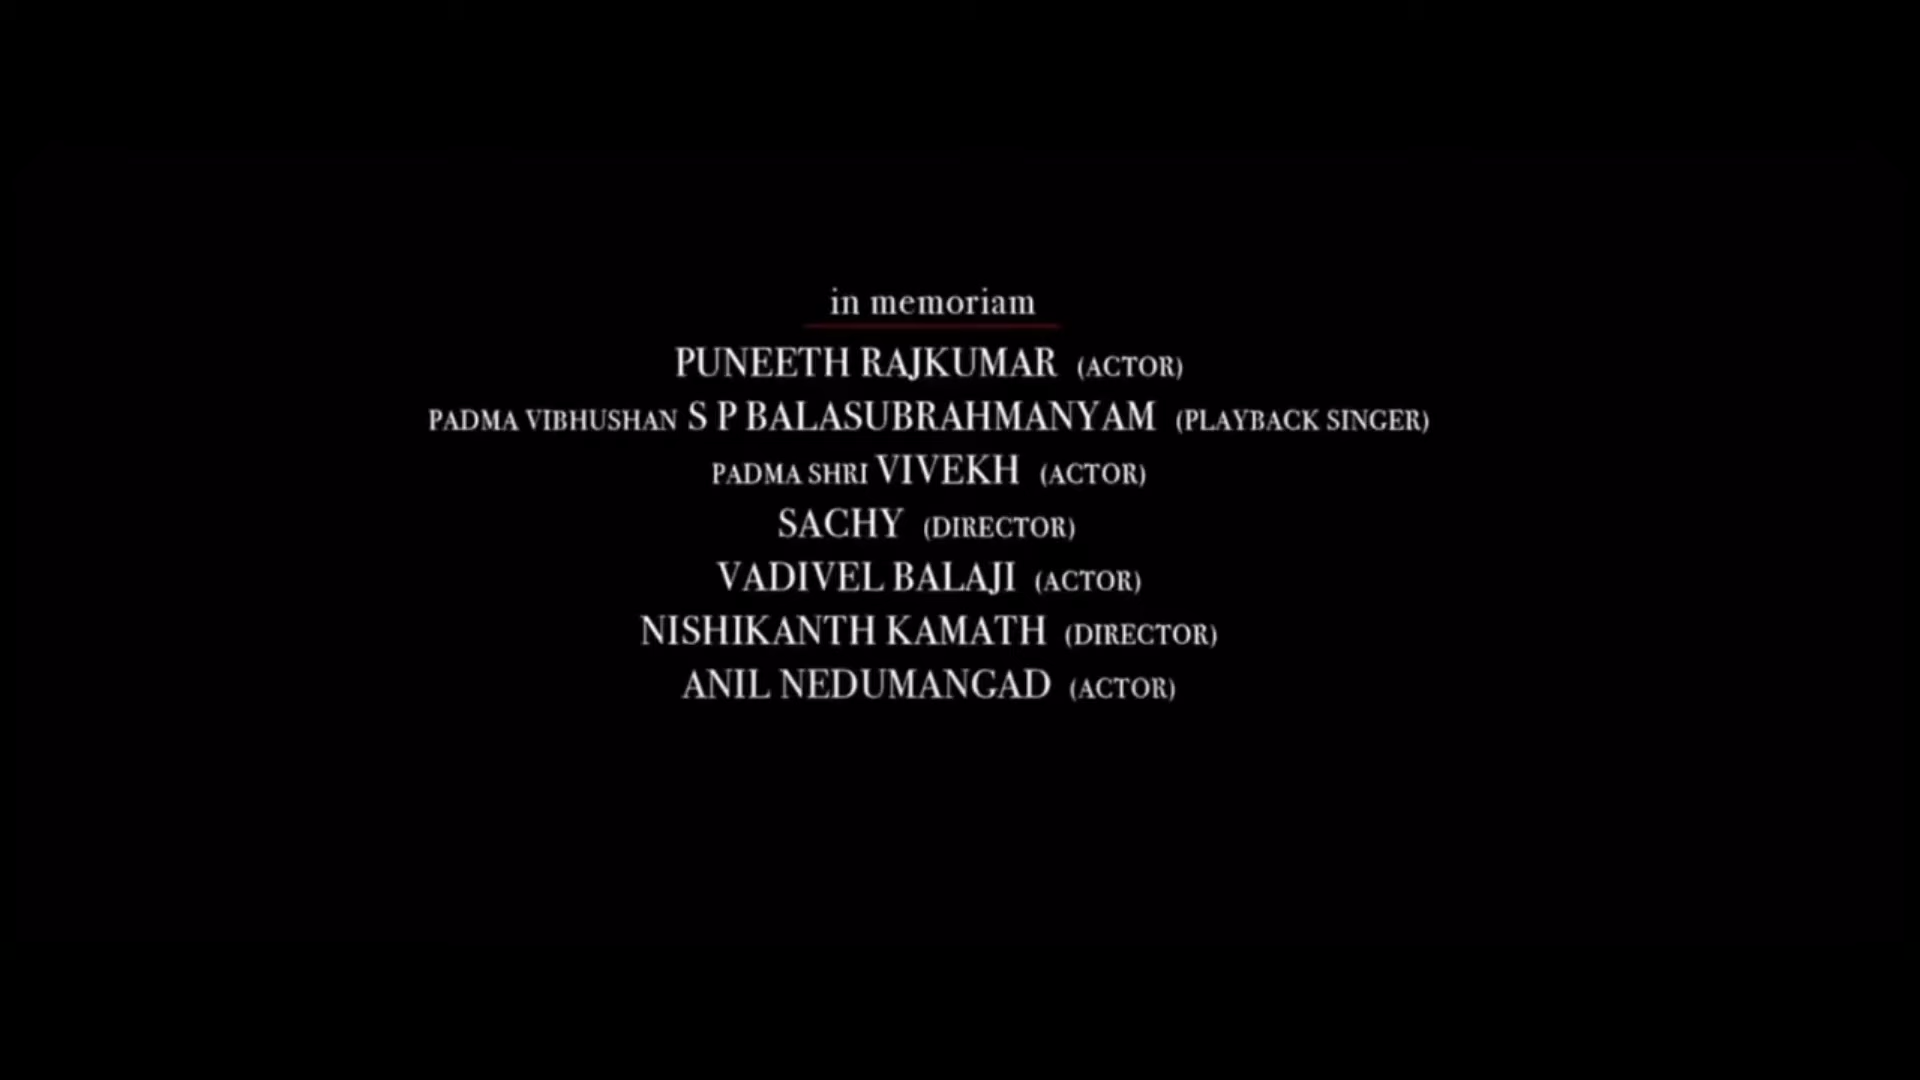 in memoriam
PUNEETH RAJKUMAR (ACTOR)
PADMA VIBHUSHAN S P BALASUBRAHMANYAM (PLAYBACK SINGER)
PADMA SHRI VIVEKH (ACTOR)
SACHY (DIRECTOR)
VADIVEL BALAJI (ACTOR)
NISHIKANTH KAMATH (DIRECTOR)
ANIL NEDUMANGAD (ACTOR)